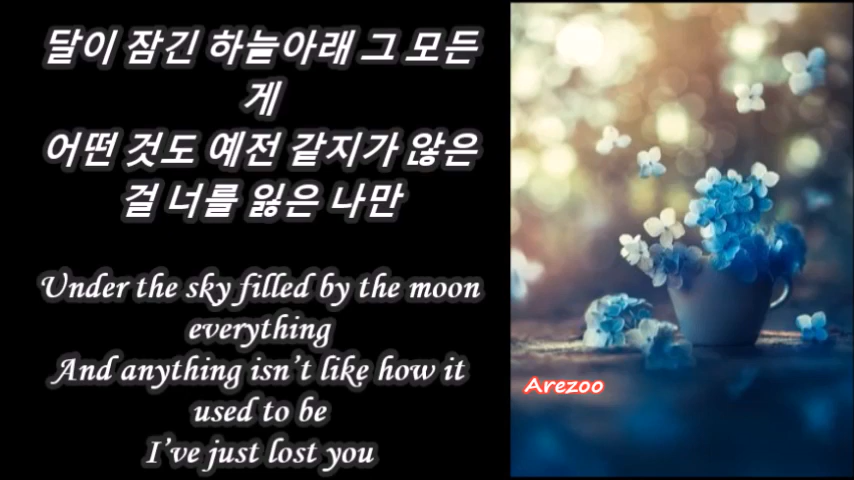 달이 잠긴 하늘아래 그 모든
게
어떤 것도 예전 같지가 않은
걸 너를 잃은 나만
Under the sky filled by the moon
everything
And anything isn't like how it
used to be
I've just lost you
Arezoo